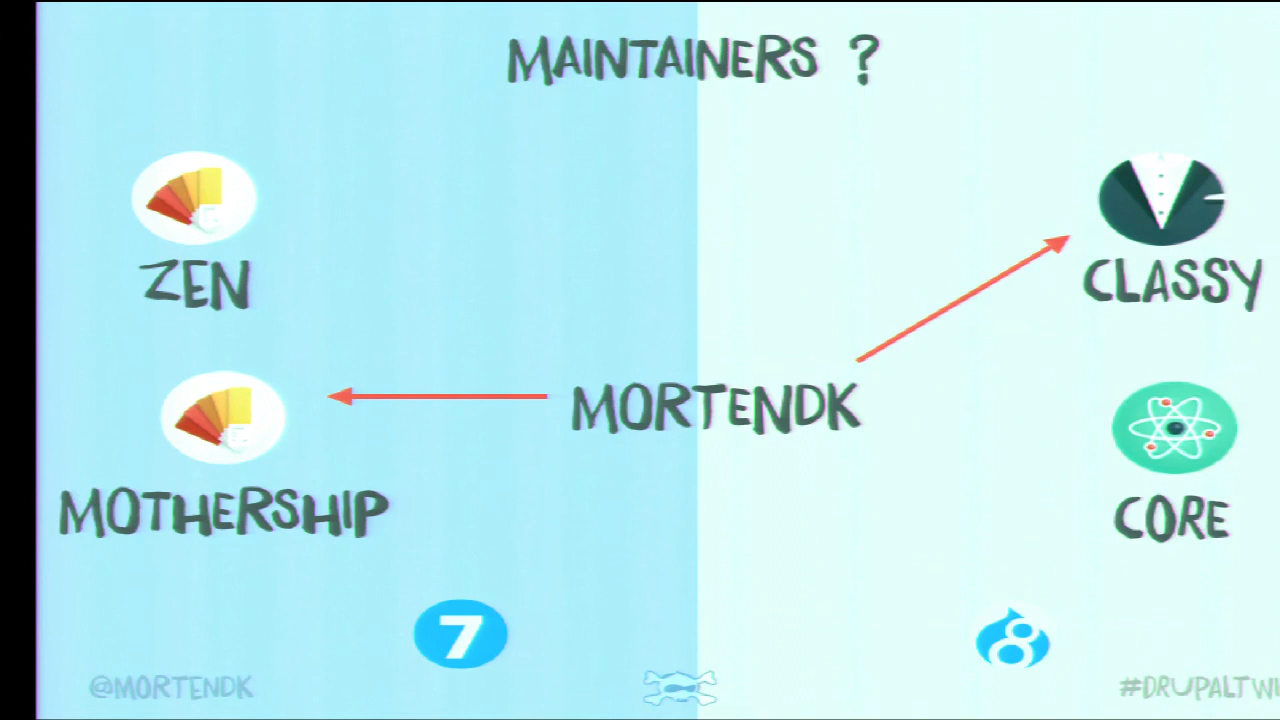 MAINTAINERS ?
ZEN
CLASSY
MORTENDK
MOTHERSHIP
CORE
7
8
@MORTENDK